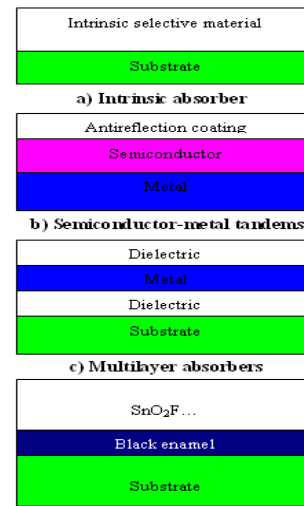 Intrinsic selective material
Substrate
a) Intrinsic absorber
Antireflection coating
Semiconductor
Metal
b) Semiconductor-metal tandems
Dielectric
Metal
Dielectric
Substrate
c) Multilayer absorbers
SnO₂F...
Black enamel
Substrate